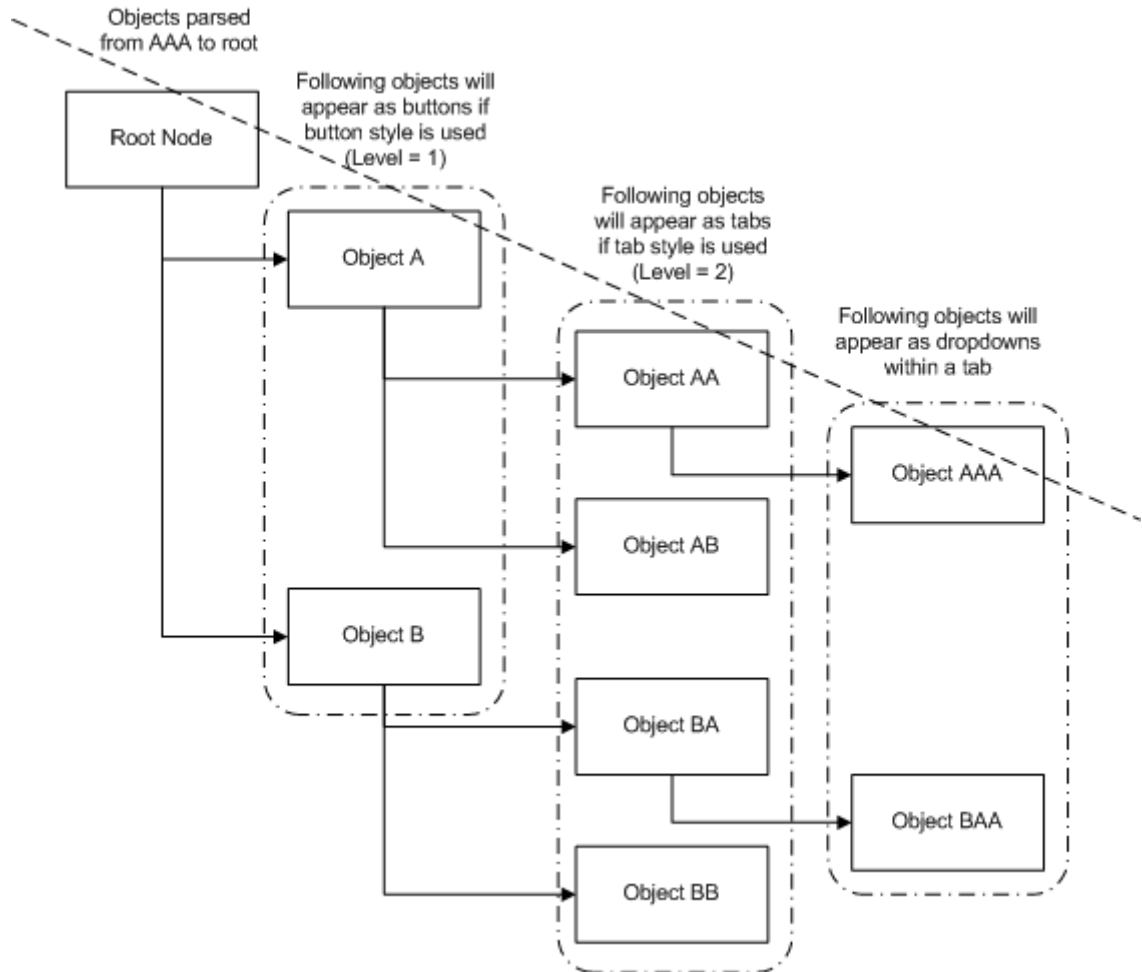 Objects parsed
from AAA to root
Following objects will
appear as buttons if
button style is used
(Level = 1)
Root Node
Following objects
will appear as tabs
if tab style is used
(Level = 2)
Object A
Following objects will
appear as dropdowns
within a tab
Object AA
Object AAA
Object AB
Object B
Object BA
Object BAA
Object BB